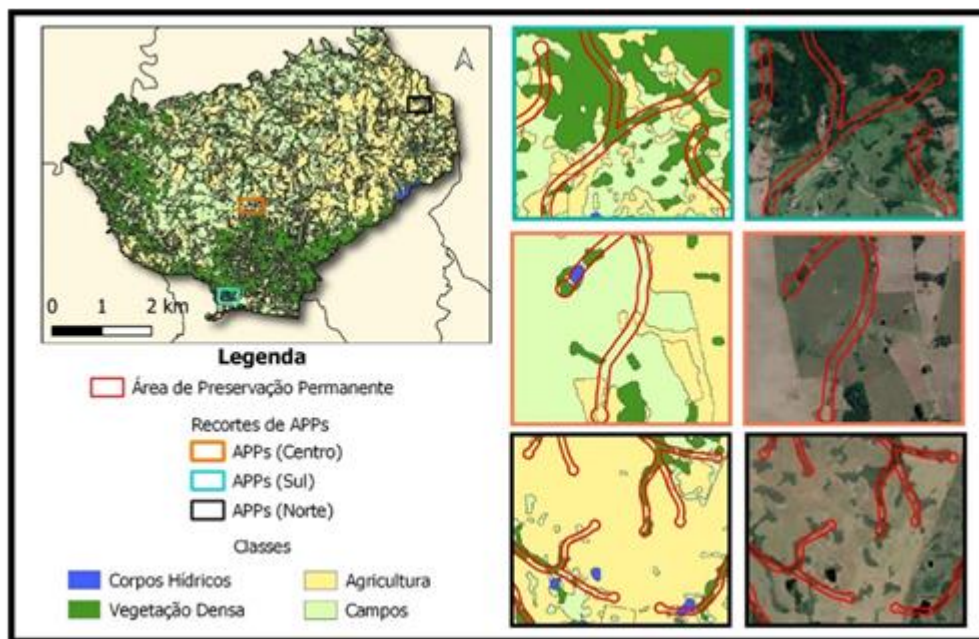 0 1 2 km
Legenda
Área de Preservação Permanente
Recortes de APPs
APPs (Centro)
APPs (Sul)
APPs (Norte)
Classes
Corpos Hídricos
Agricultura
Vegetação Densa
Campos